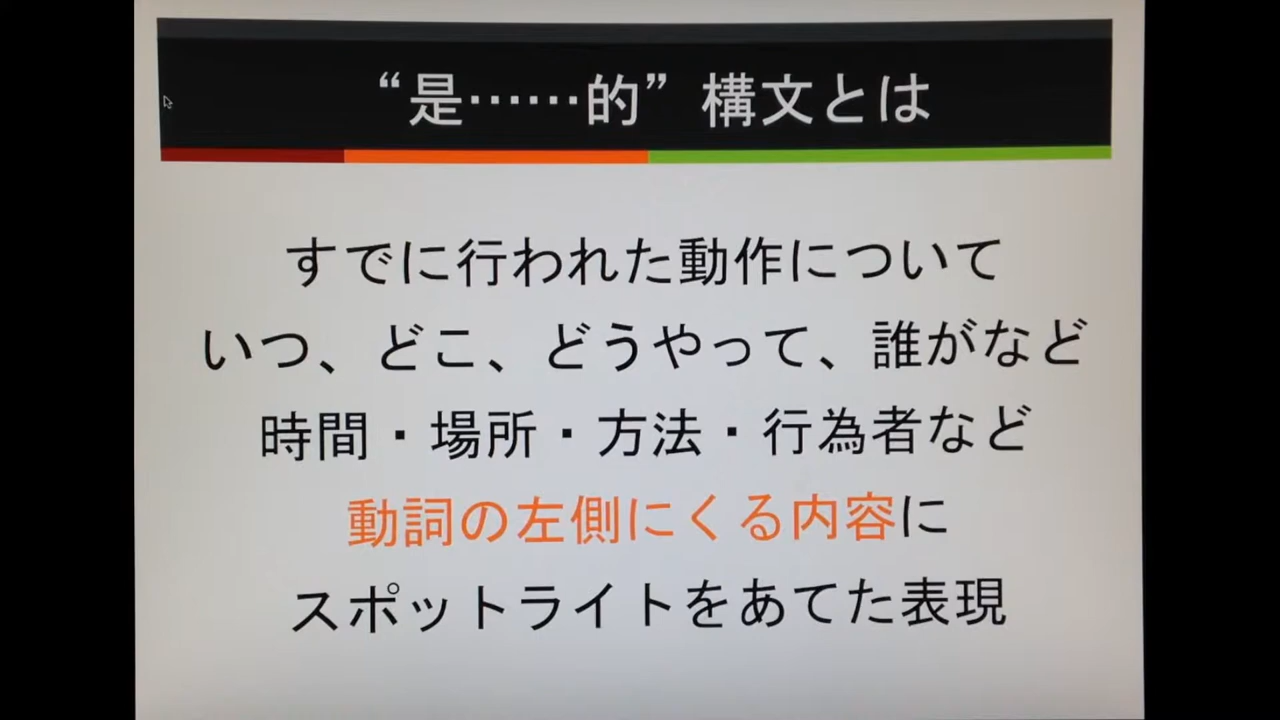 “是……的”構文とは
すでに行われた動作について
いつ、どこ、どうやって、誰がなど
時間・場所・方法・行為者など
動詞の左側にくる内容に
スポットライトをあてた表現